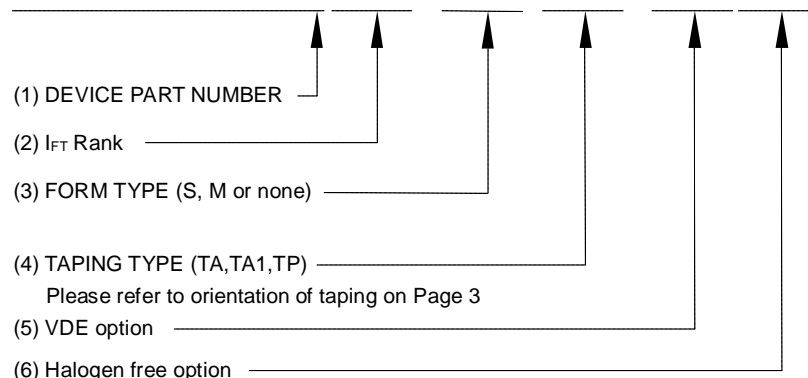 (1) DEVICE PART NUMBER
(2) IFT Rank
(3) FORM TYPE (S, M or none)
(4) TAPING TYPE (TA,TA1,TP)
Please refer to orientation of taping on Page 3
(5) VDE option
(6) Halogen free option